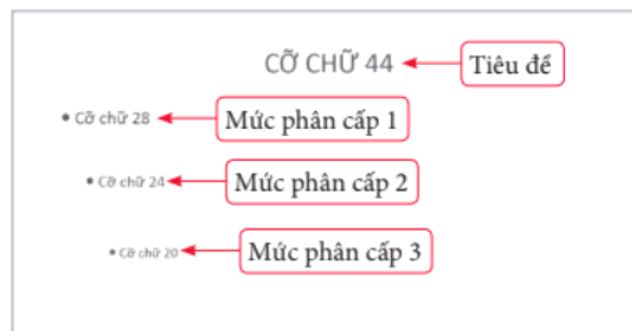 CỠ CHỮ 44 Tiêu đề
• Cỡ chữ 28 Mức phân cấp 1
• Cỡ chữ 24 Mức phân cấp 2
• Cỡ chữ 20 Mức phân cấp 3